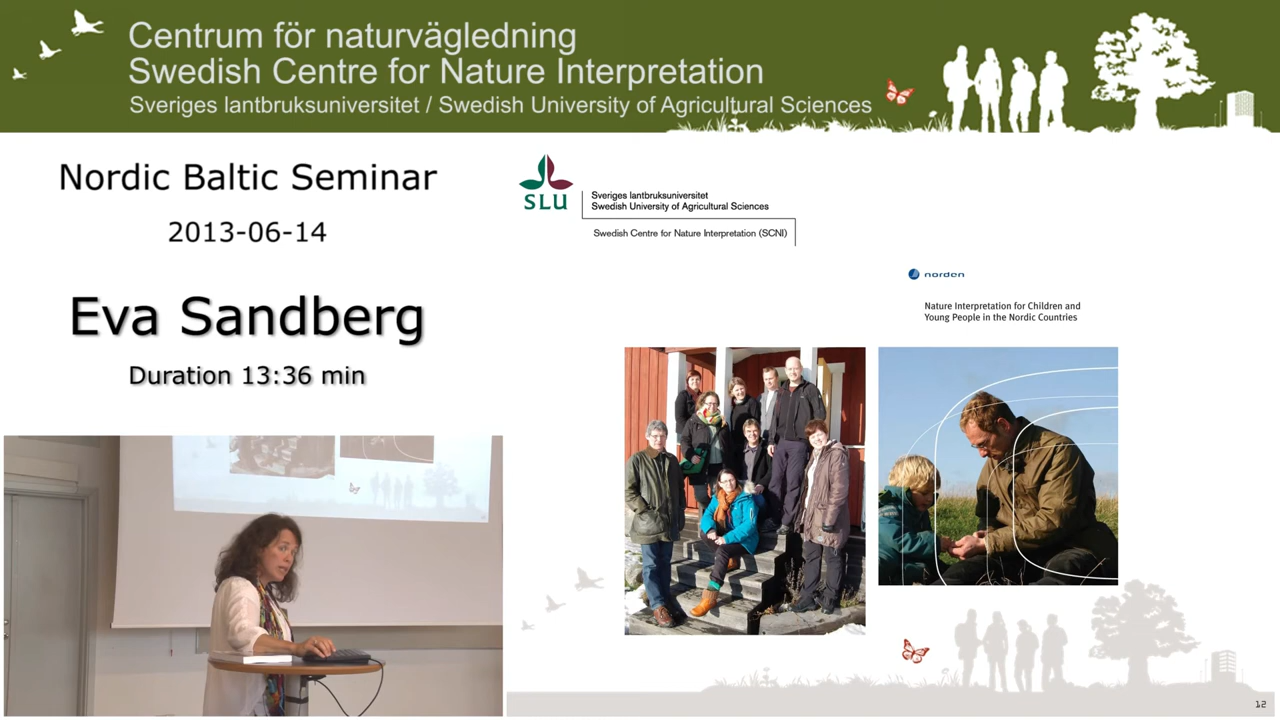 Centrum för naturvägledning
Swedish Centre for Nature Interpretation
Sveriges lantbruksuniversitet / Swedish University of Agricultural Sciences
Nordic Baltic Seminar
2013-06-14
Eva Sandberg
Duration 13:36 min
SLU
Sveriges lantbruksuniversitet
Swedish University of Agricultural Sciences
Swedish Centre for Nature Interpretation (SCNI)
norden
Nature Interpretation for Children and
Young People in the Nordic Countries
12